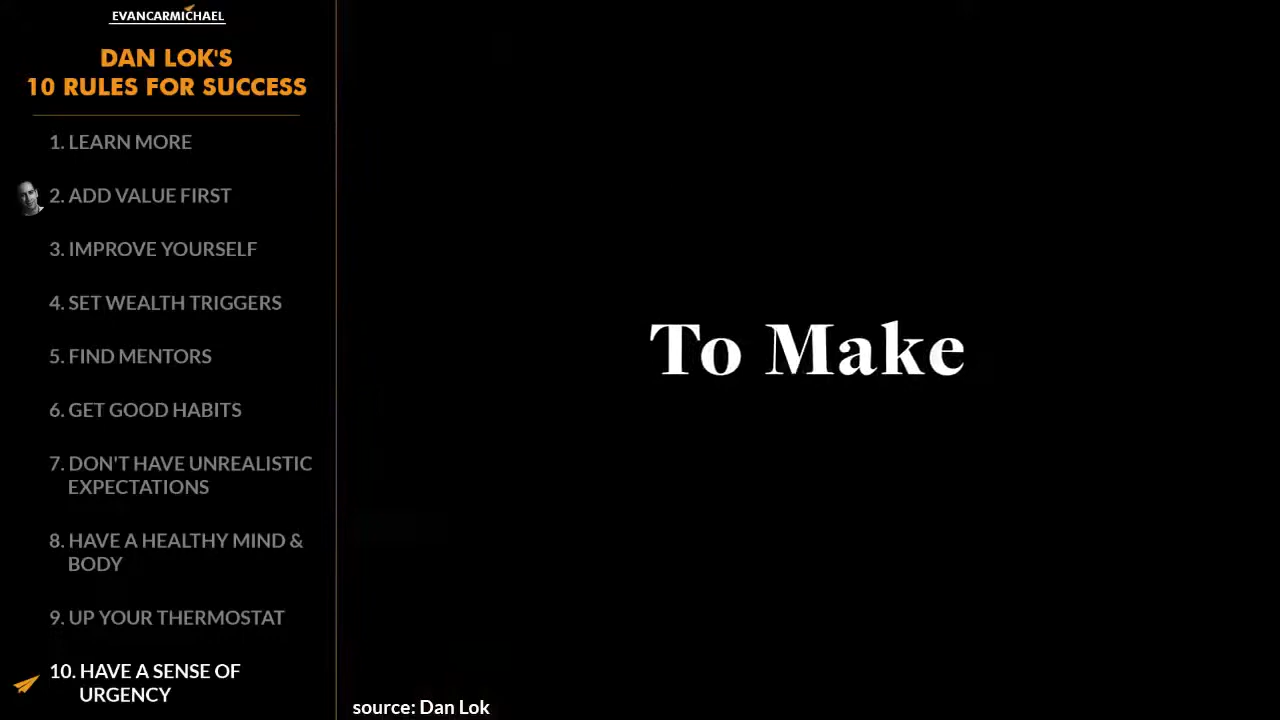 EVANCARMICHAEL
DAN LOK'S
10 RULES FOR SUCCESS
1. LEARN MORE
2. ADD VALUE FIRST
3. IMPROVE YOURSELF
4. SET WEALTH TRIGGERS
5. FIND MENTORS
6. GET GOOD HABITS
7. DON'T HAVE UNREALISTIC
EXPECTATIONS
8. HAVE A HEALTHY MIND &
BODY
9. UP YOUR THERMOSTAT
10. HAVE A SENSE OF
URGENCY
To Make
source: Dan Lok